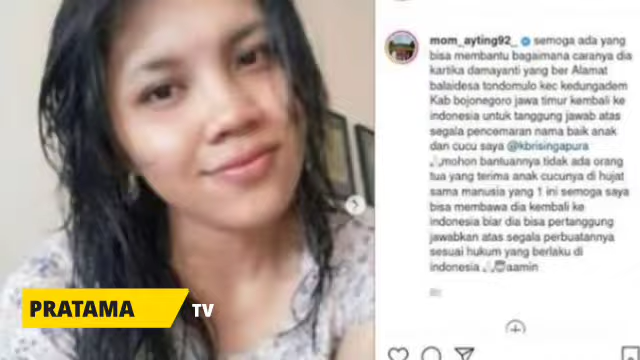 mom_ayting92_ semoga ada yang
bisa membantu bagaimana caranya dia
kartika damayanti yang ber Alamat
balaidesa tondomulo kec kedungadem
Kab bojonegoro jawa timur kembali ke
indonesia untuk tanggung jawab atas
segala pencemaran nama baik anak
dan cucu saya @kbrisingapura
🙏mohon bantuannya tidak ada orang
tua yang terima anak cucunya di hujat
sama manusia yang 1 ini semoga saya
bisa membawa dia kembali ke
indonesia biar dia bisa pertanggung
jawabkan atas segala perbuatannya
sesuai hukum yang berlaku di
indonesia 🙏😇aamin
PRATAMA TV